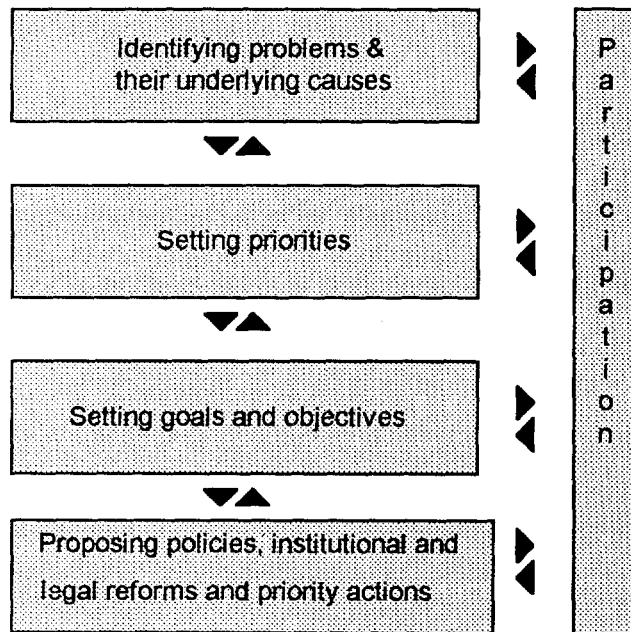 Identifying problems &
their underlying causes
Setting priorities
Setting goals and objectives
Proposing policies, institutional and
legal reforms and priority actions
Participation